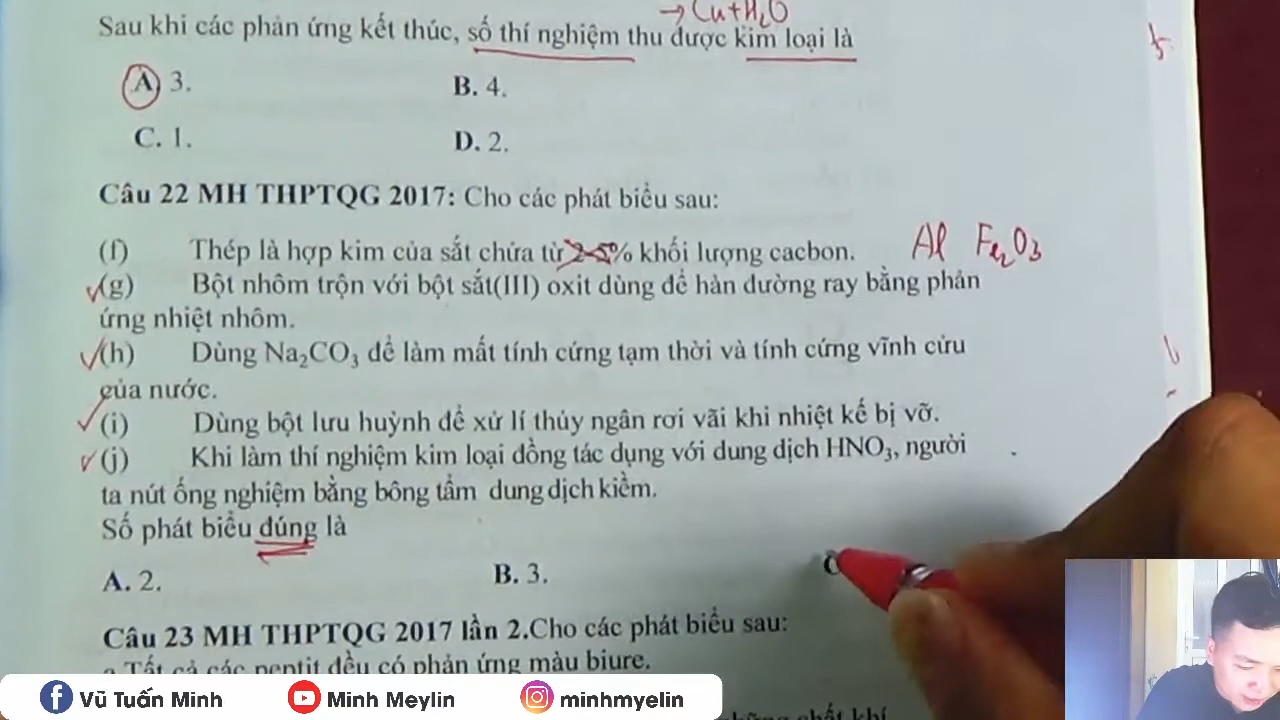 → Cu + H2O
Sau khi các phản ứng kết thúc, số thí nghiệm thu được kim loại là
A 3.
B. 4.
C. 1.
D. 2.
Câu 22 MH THPTQG 2017: Cho các phát biểu sau:
(f) Thép là hợp kim của sắt chứa từ 2-5% khối lượng cacbon.
Al Fe2O3
(g) Bột nhôm trộn với bột sắt(III) oxit dùng để hàn đường ray bằng phản
ứng nhiệt nhôm.
(h) Dùng Na2CO3 để làm mất tính cứng tạm thời và tính cứng vĩnh cửu
của nước.
(i) Dùng bột lưu huỳnh để xử lí thủy ngân rơi vãi khi nhiệt kế bị vỡ.
(j) Khi làm thí nghiệm kim loại đồng tác dụng với dung dịch HNO3, người
ta nút ống nghiệm bằng bông tẩm dung dịch kiềm.
Số phát biểu đúng là
A. 2.
B. 3.
Câu 23 MH THPTQG 2017 lần 2.Cho các phát biểu sau:
a Tất cả các peptit đều có phản ứng màu biure.
Vũ Tuấn Minh
Minh Meylin
minhmyelin
chất khí